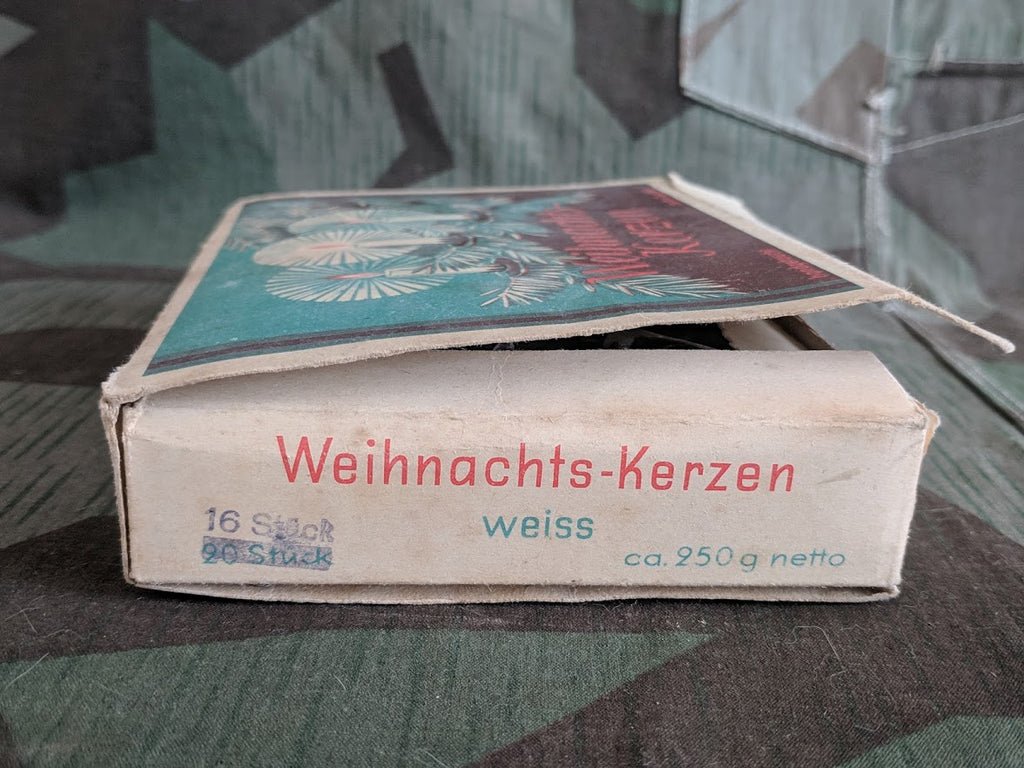 Weihnachts-Kerzen
weiss
16 Stück
20 Stück
ca. 250 g netto